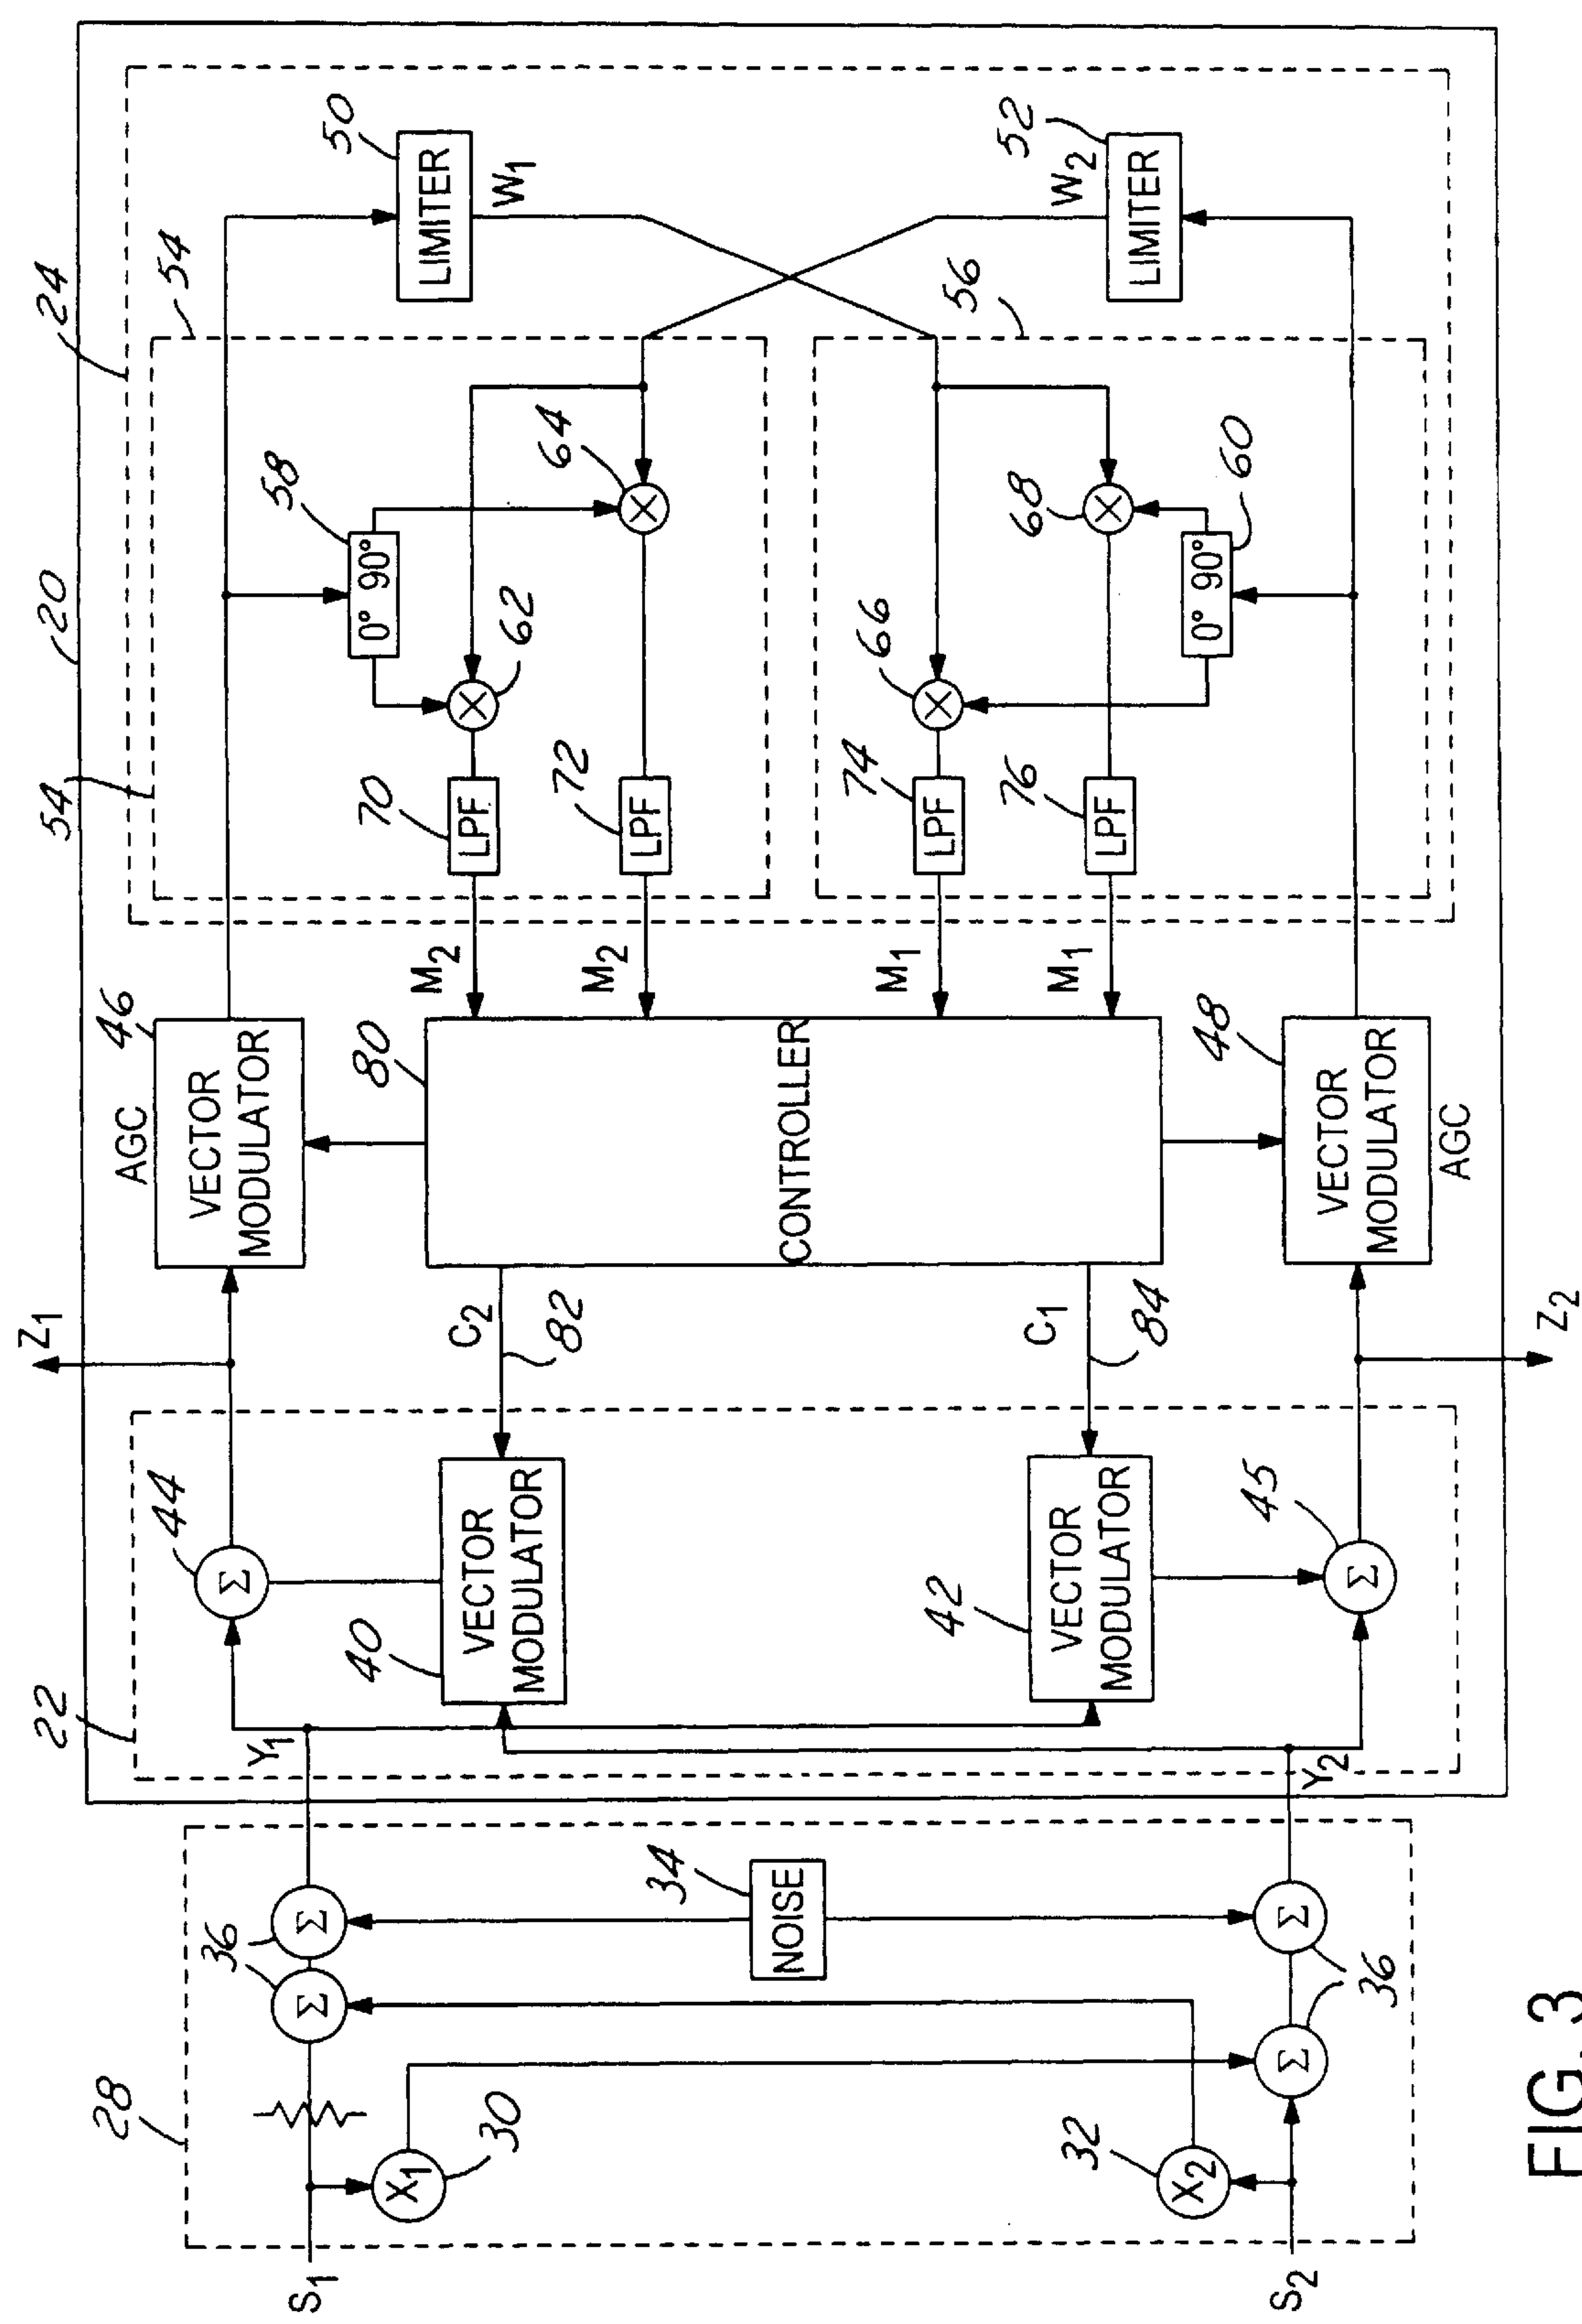 28
S1
X1
30
32
X2
S2
36
Σ
Σ
34
NOISE
Σ
Σ
36
22
20
24
Y1
Y2
44
Σ
40
VECTOR
MODULATOR
42
VECTOR
MODULATOR
45
Σ
Z1
C2
82
C1
84
Z2
AGC
46
VECTOR
MODULATOR
80
CONTROLLER
48
VECTOR
MODULATOR
AGC
M2
M2
M1
M1
54
54
58
0° 90°
62
X
64
X
70
LPF
72
LPF
56
66
X
68
X
60
0° 90°
74
LPF
76
LPF
50
LIMITER
W1
W2
52
LIMITER
FIG. 3